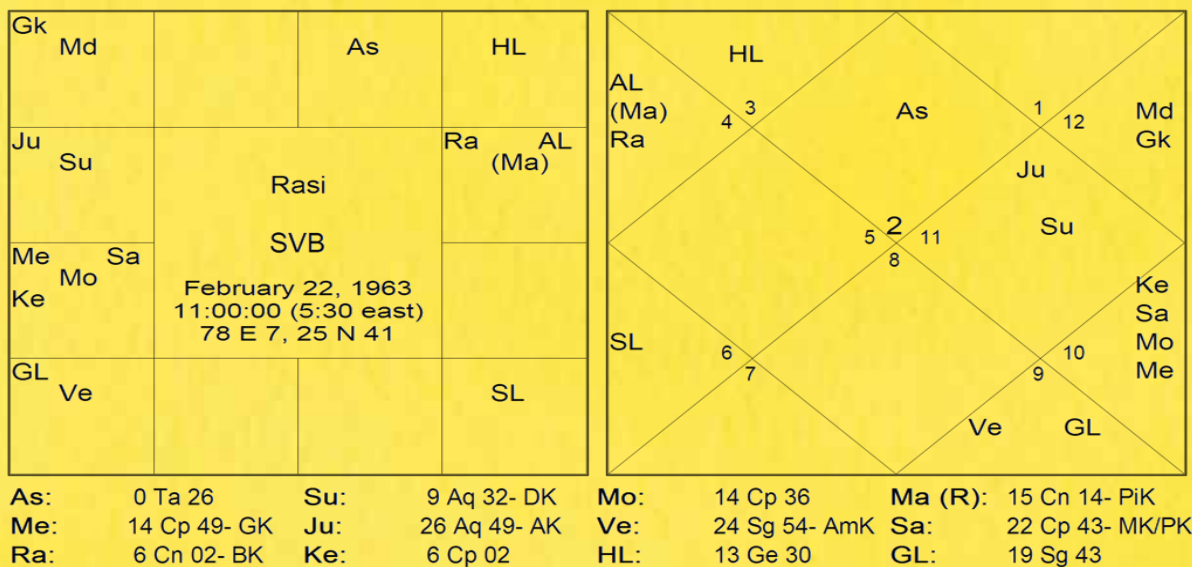 Gk
Md
As
HL
Ju
Su
Ra AL
(Ma)
Rasi
SVB
February 22, 1963
11:00:00 (5:30 east)
78 E 7, 25 N 41
Me Sa
Mo
Ke
GL
Ve
SL
HL
AL
(Ma)
Ra
4 3
As
1 12
Md
Gk
Ju
Su
2
5 11
8
SL
6
7
Ke
Sa
Mo
Me
10
9
Ve GL
As: 0 Ta 26 Su: 9 Aq 32- DK Mo: 14 Cp 36 Ma (R): 15 Cn 14- PiK
Me: 14 Cp 49- GK Ju: 26 Aq 49- AK Ve: 24 Sg 54- AmK Sa: 22 Cp 43- MK/PK
Ra: 6 Cn 02- BK Ke: 6 Cp 02 HL: 13 Ge 30 GL: 19 Sg 43